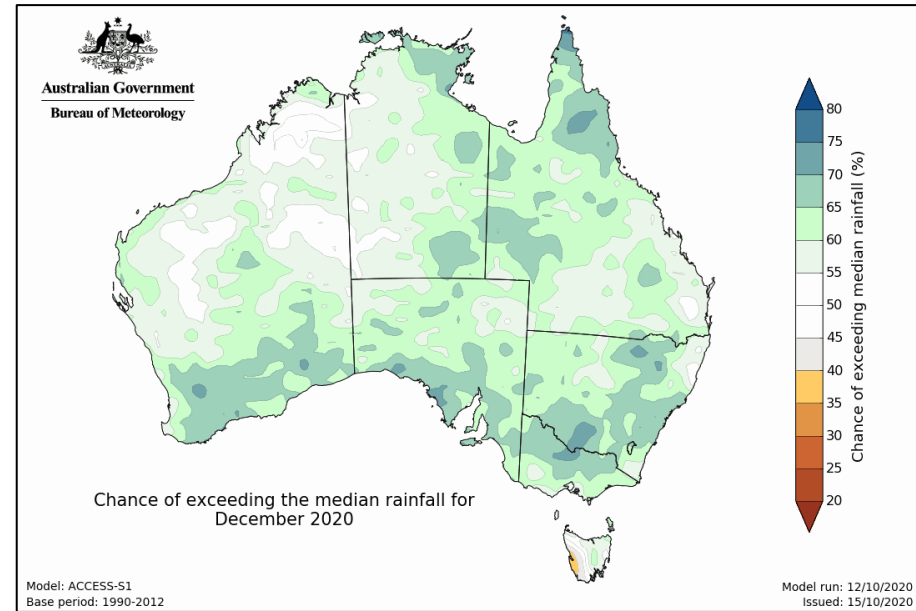 Australian Government
Bureau of Meteorology
80
75
70
65
60
55
50
45
40
35
30
25
20
Chance of exceeding median rainfall (%)
Chance of exceeding the median rainfall for
December 2020
Model: ACCESS-S1
Base period: 1990-2012
Model run: 12/10/2020
Issued: 15/10/2020